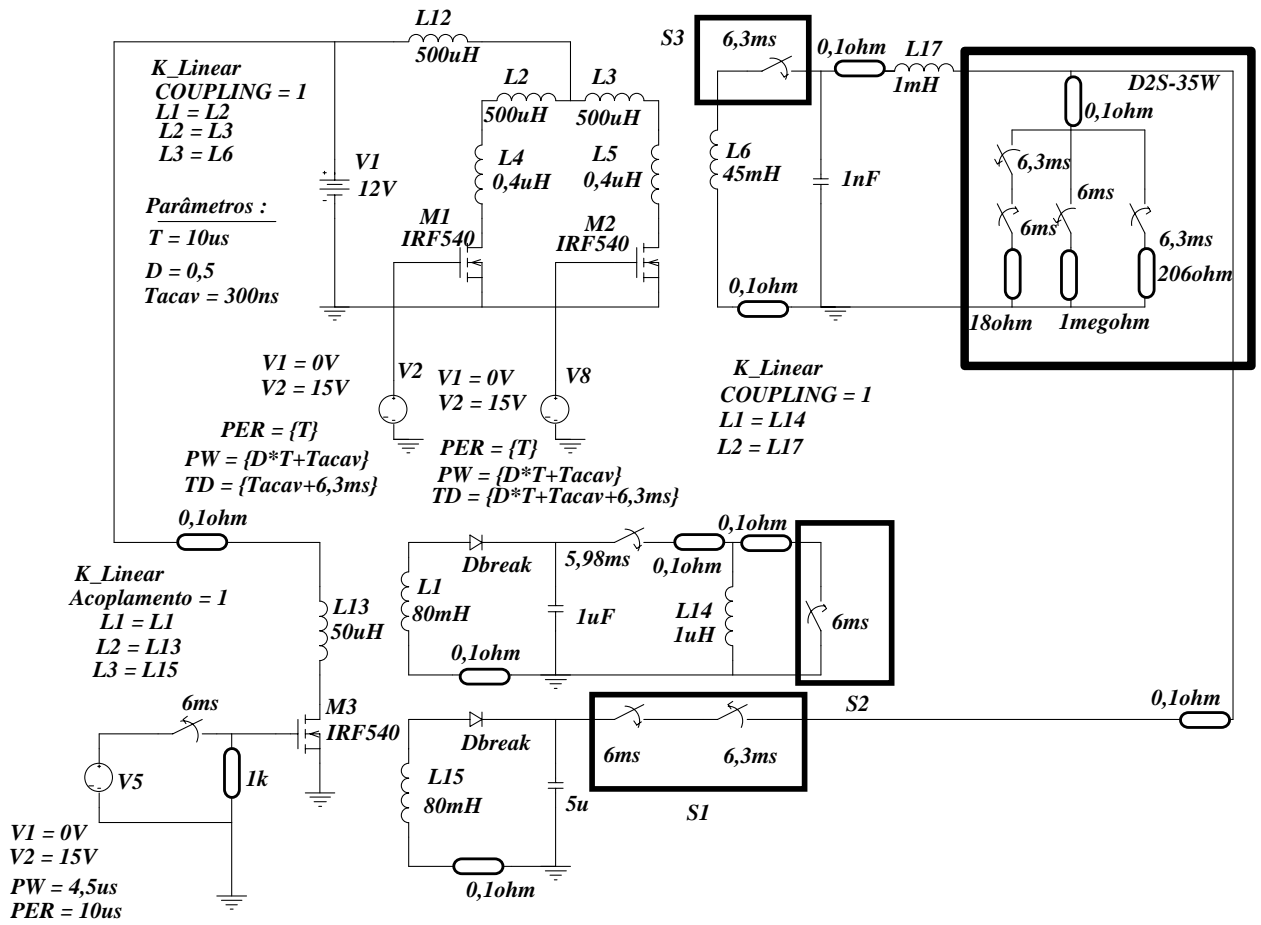 L12
500uH
K_Linear
COUPLING = 1
L1 = L2
L2 = L3
L3 = L6
Parâmetros :
T = 10us
D = 0,5
Tacav = 300ns
V1
12V
L2
500uH
L3
500uH
L4
0,4uH
L5
0,4uH
M1
IRF540
M2
IRF540
S3
6,3ms
0,1ohm
L17
1mH
L6
45mH
1nF
0,1ohm
D2S-35W
0,1ohm
6,3ms
6ms
6ms
6,3ms
206ohm
18ohm
1megohm
V1 = 0V
V2 = 15V
V2
PER = {T}
PW = {D*T+Tacav}
TD = {Tacav+6,3ms}
V1 = 0V
V2 = 15V
V8
PER = {T}
PW = {D*T+Tacav}
TD = {D*T+Tacav+6,3ms}
K_Linear
COUPLING = 1
L1 = L14
L2 = L17
0,1ohm
K_Linear
Acoplamento = 1
L1 = L1
L2 = L13
L3 = L15
L13
50uH
Dbreak
L1
80mH
1uF
5,98ms
0,1ohm
0,1ohm
L14
1uH
6ms
S2
0,1ohm
6ms
M3
IRF540
V5
1k
V1 = 0V
V2 = 15V
PW = 4,5us
PER = 10us
Dbreak
L15
80mH
5u
0,1ohm
6ms
6,3ms
S1
0,1ohm